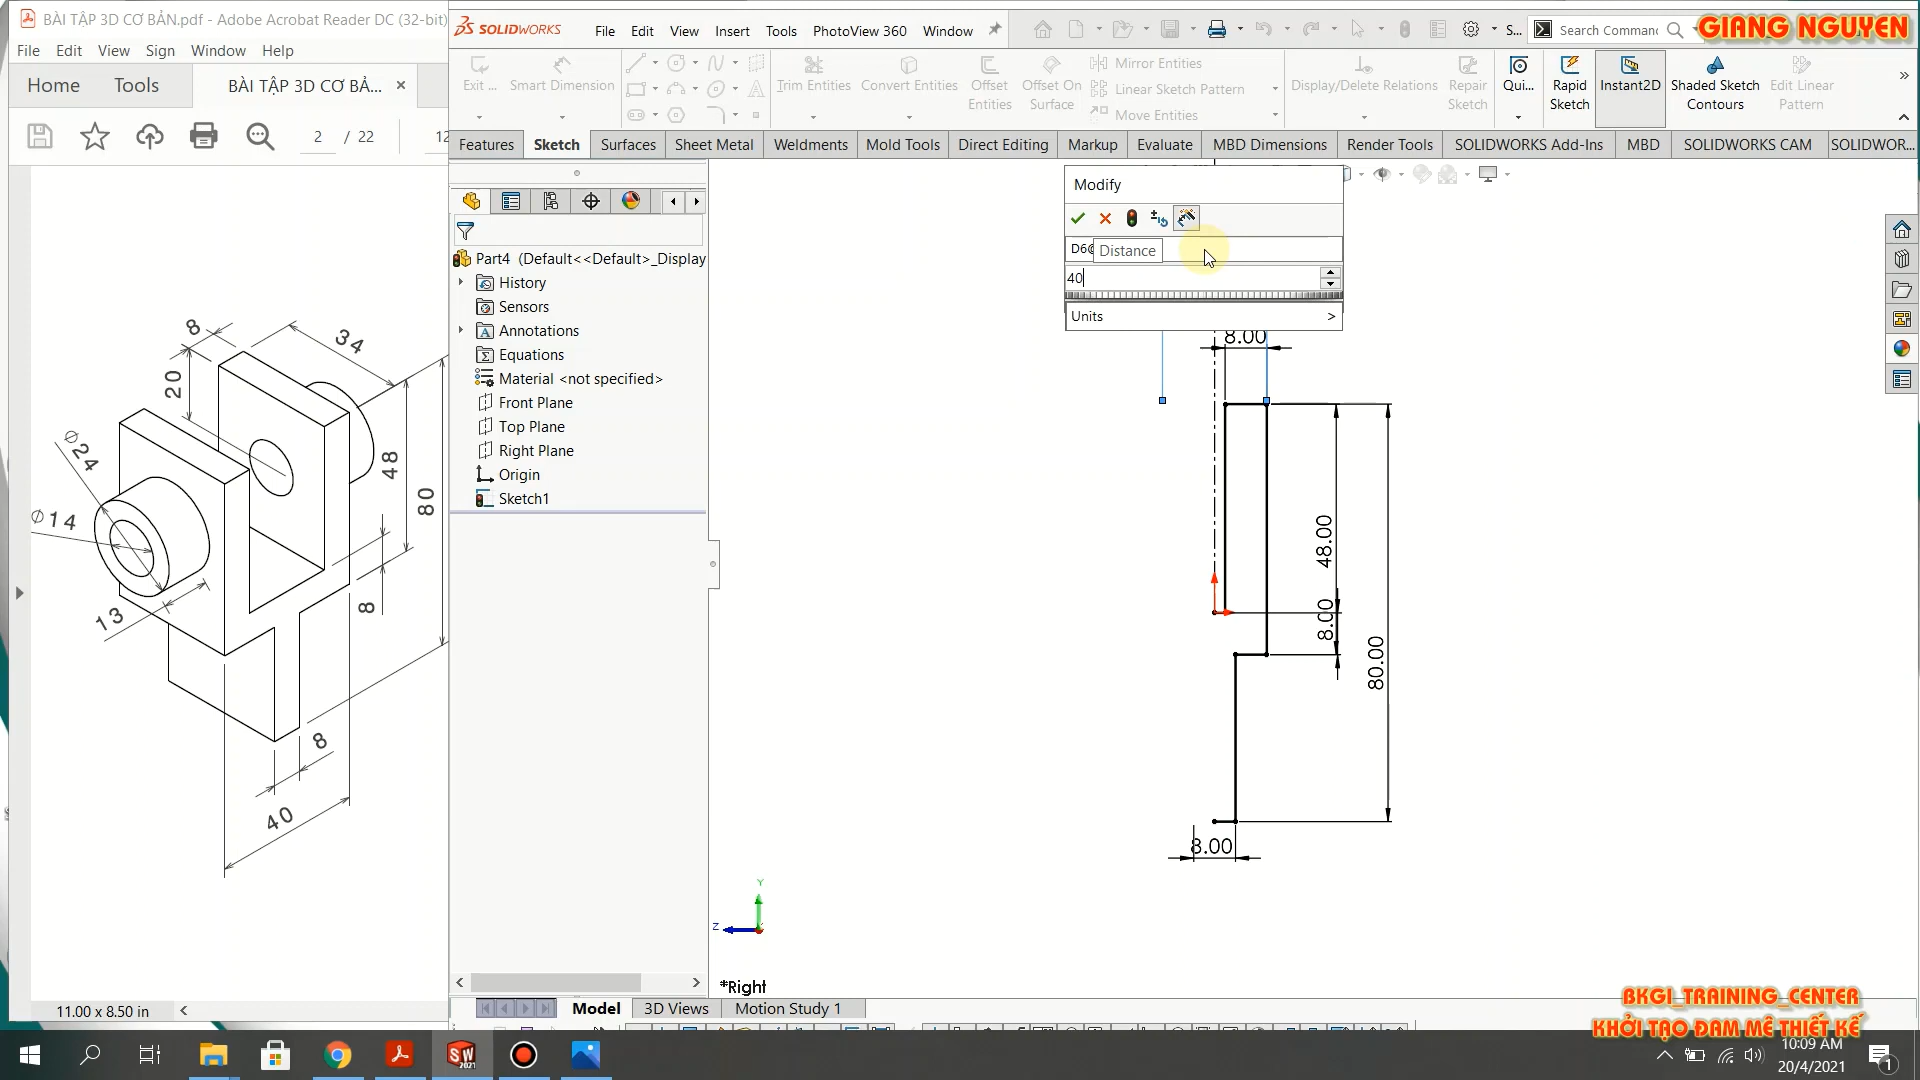 BÀI TẬP 3D CƠ BẢN.pdf - Adobe Acrobat Reader DC (32-bit)
File Edit View Sign Window Help
Home Tools BÀI TẬP 3D CƠ BẢ... ×
2 / 22 12
8
34
20
Ø24
48
80
Ø14
13
8
8
40
11.00 x 8.50 in
SOLIDWORKS File Edit View Insert Tools PhotoView 360 Window S... Search Comman
GIANG NGUYEN
Exit ... Smart Dimension Trim Entities Convert Entities Offset Entities Offset On Surface
Mirror Entities
Linear Sketch Pattern
Move Entities
Display/Delete Relations Repair Sketch Qui... Rapid Sketch Instant2D Shaded Sketch Contours Edit Linear Pattern
Features Sketch Surfaces Sheet Metal Weldments Mold Tools Direct Editing Markup Evaluate MBD Dimensions Render Tools SOLIDWORKS Add-Ins MBD SOLIDWORKS CAM SOLIDWOR...
Part4 (Default<<Default>_Display
History
Sensors
Annotations
Equations
Material <not specified>
Front Plane
Top Plane
Right Plane
Origin
Sketch1
Modify
D6@
Distance
40
Units >
8.00
48.00
8.00
80.00
8.00
Y
Z
*Right
Model 3D Views Motion Study 1
BKGI_TRAINING_CENTER
KHỞI TẠO ĐAM MÊ THIẾT KẾ
SW
2021
10:09 AM
20/4/2021
1